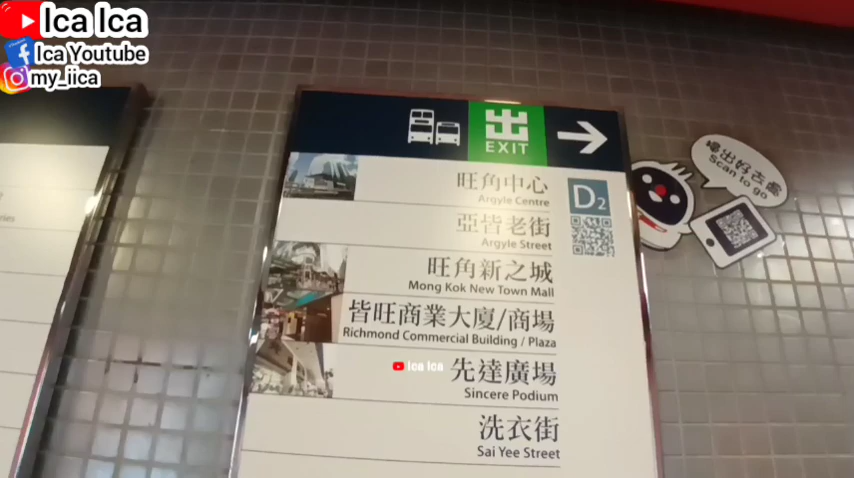 Ica Ica
Ica Youtube
my_iica
出
EXIT
旺角中心
Argyle Centre
D2
亞皆老街
Argyle Street
旺角新之城
Mong Kok New Town Mall
皆旺商業大廈/商場
Richmond Commercial Building / Plaza
Ica Ica
先達廣場
Sincere Podium
洗衣街
Sai Yee Street
Scan to go